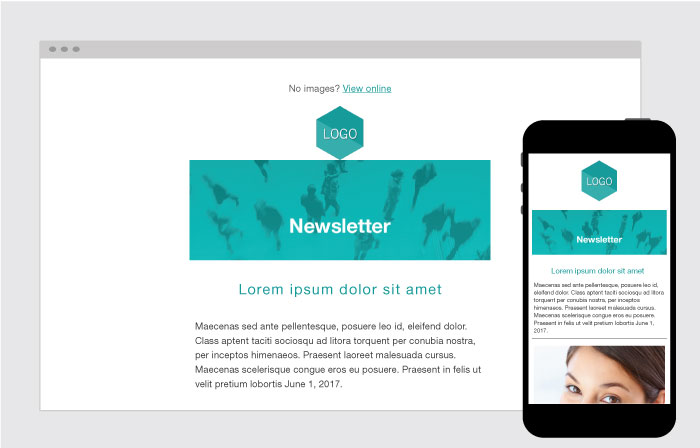 No images? View online
LOGO
Newsletter
Lorem ipsum dolor sit amet
Maecenas sed ante pellentesque, posuere leo id, eleifend dolor.
Class aptent taciti sociosqu ad litora torquent per conubia nostra,
per inceptos himenaeos. Praesent laoreet malesuada cursus.
Maecenas scelerisque congue eros eu posuere. Praesent in felis ut
velit pretium lobortis June 1, 2017.
LOGO
Newsletter
Lorem ipsum dolor sit amet
Maecenas sed ante pellentesque, posuere leo id,
eleifend dolor. Class aptent taciti sociosqu ad litora
torquent per conubia nostra, per inceptos
himenaeos. Praesent laoreet malesuada cursus.
Maecenas scelerisque congue eros eu posuere.
Praesent in felis ut velit pretium lobortis June 1,
2017.